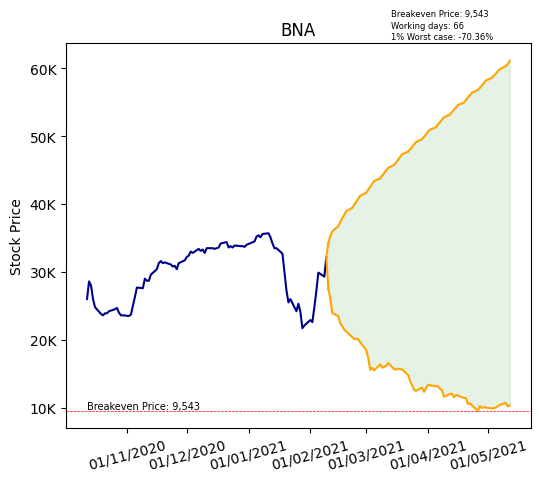 Breakeven Price: 9,543
Working days: 66
1% Worst case: -70.36%
BNA
Stock Price
60K
50K
40K
30K
20K
10K
Breakeven Price: 9,543
01/11/2020
01/12/2020
01/01/2021
01/02/2021
01/03/2021
01/04/2021
01/05/2021